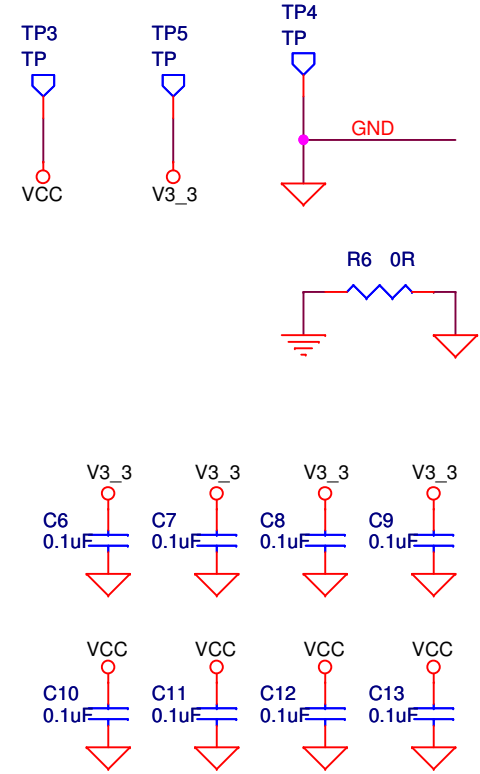 TP3
TP
TP5
TP
TP4
TP
VCC
V3_3
GND
R6 0R
V3_3
V3_3
V3_3
V3_3
C6
0.1uF
C7
0.1uF
C8
0.1uF
C9
0.1uF
VCC
VCC
VCC
VCC
C10
0.1uF
C11
0.1uF
C12
0.1uF
C13
0.1uF